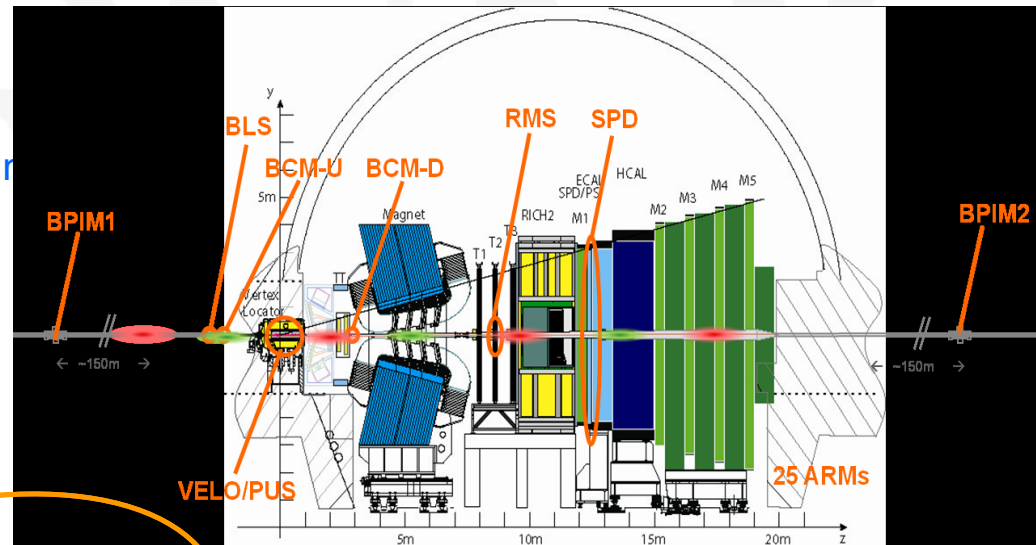 y
BLS
RMS
SPD
BCM-U
BCM-D
ECAL
HCAL
SPD/PS
5m
Magnet
RICH2
M1
M2
M3
M4
M5
BPIM1
BPIM2
T1
T2
T3
TT
Vertex
Locator
~150m
~150m
VELO/PUS
25 ARMs
5m
10m
15m
20m
z